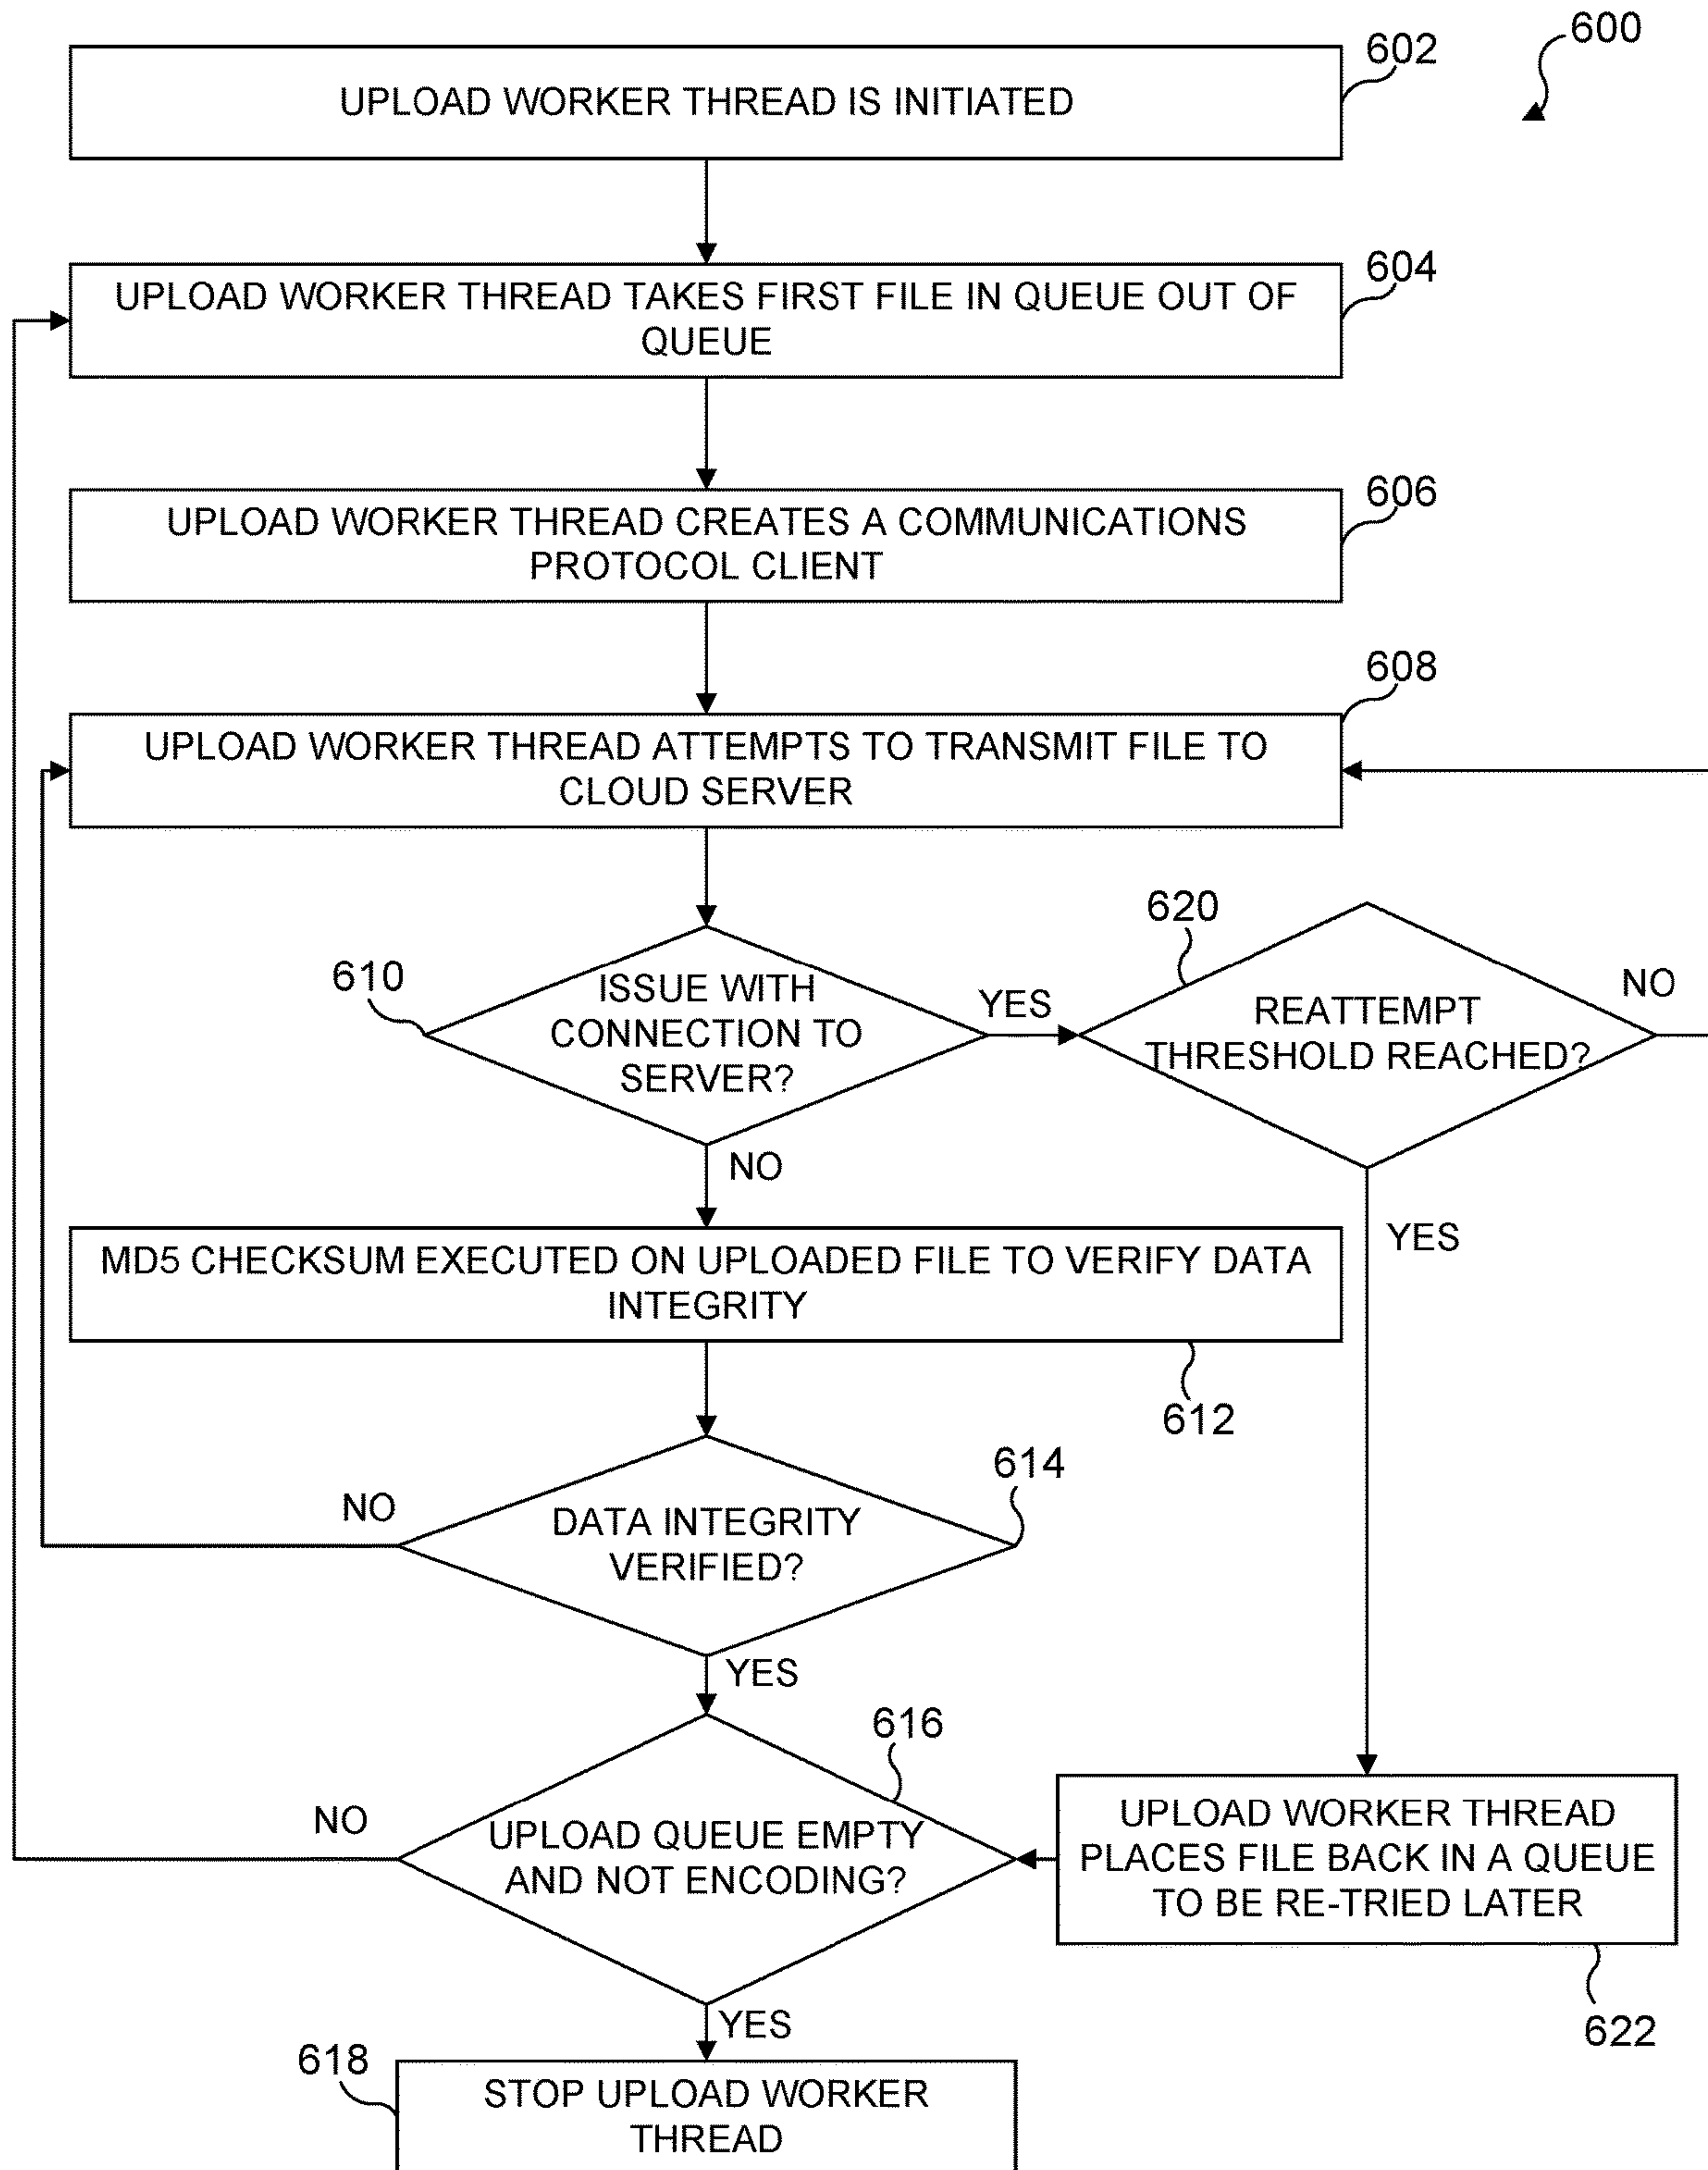 600
602
UPLOAD WORKER THREAD IS INITIATED
604
UPLOAD WORKER THREAD TAKES FIRST FILE IN QUEUE OUT OF
QUEUE
606
UPLOAD WORKER THREAD CREATES A COMMUNICATIONS
PROTOCOL CLIENT
608
UPLOAD WORKER THREAD ATTEMPTS TO TRANSMIT FILE TO
CLOUD SERVER
610
ISSUE WITH
CONNECTION TO
SERVER?
YES
620
REATTEMPT
THRESHOLD REACHED?
NO
NO
YES
MD5 CHECKSUM EXECUTED ON UPLOADED FILE TO VERIFY DATA
INTEGRITY
612
614
NO
DATA INTEGRITY
VERIFIED?
YES
616
NO
UPLOAD QUEUE EMPTY
AND NOT ENCODING?
UPLOAD WORKER THREAD
PLACES FILE BACK IN A QUEUE
TO BE RE-TRIED LATER
622
YES
618
STOP UPLOAD WORKER
THREAD